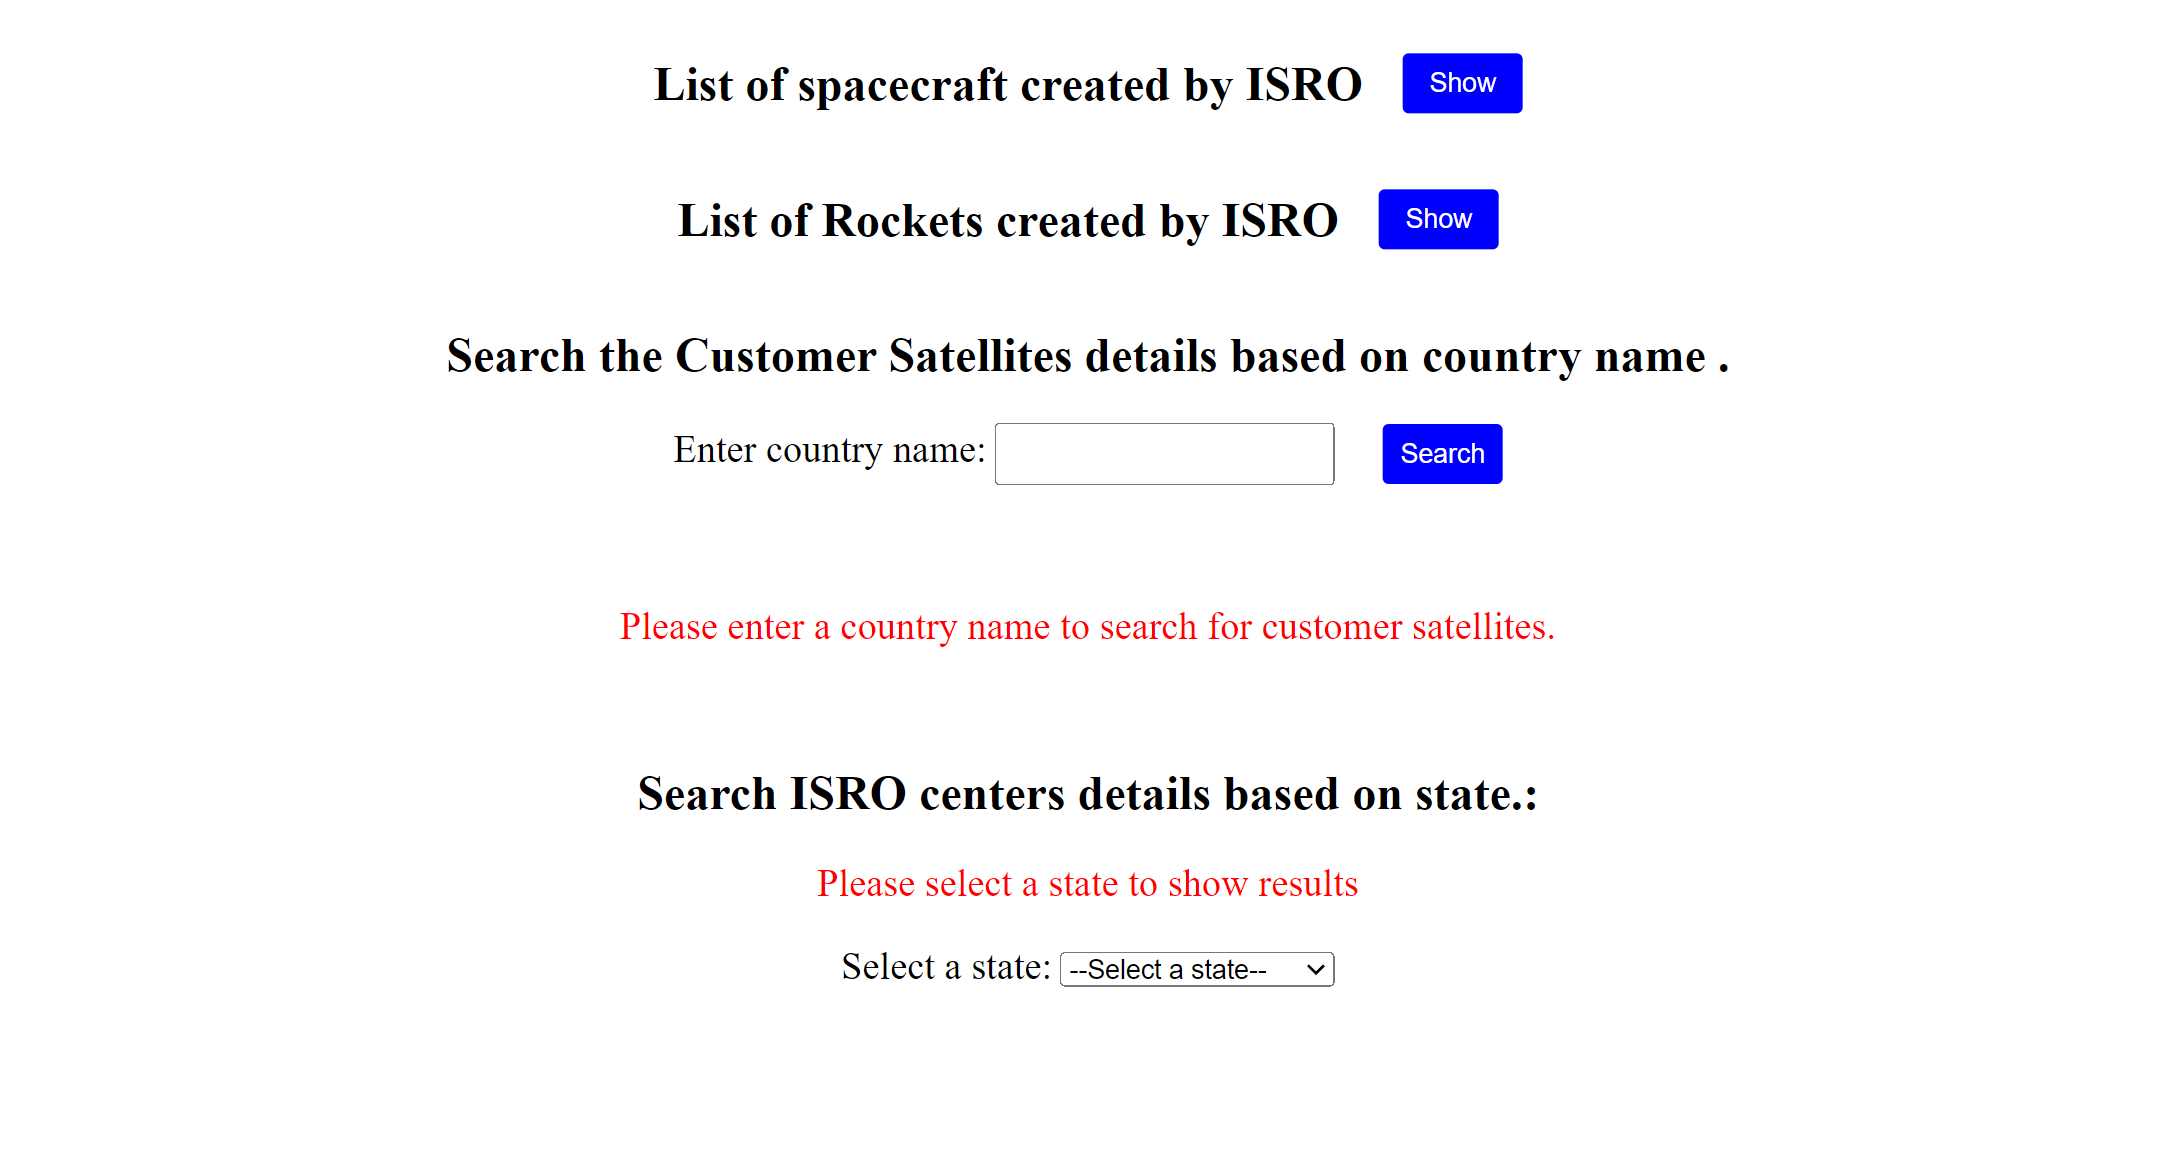 List of spacecraft created by ISRO Show
List of Rockets created by ISRO Show
Search the Customer Satellites details based on country name .
Enter country name: Search
Please enter a country name to search for customer satellites.
Search ISRO centers details based on state.:
Please select a state to show results
Select a state: --Select a state--